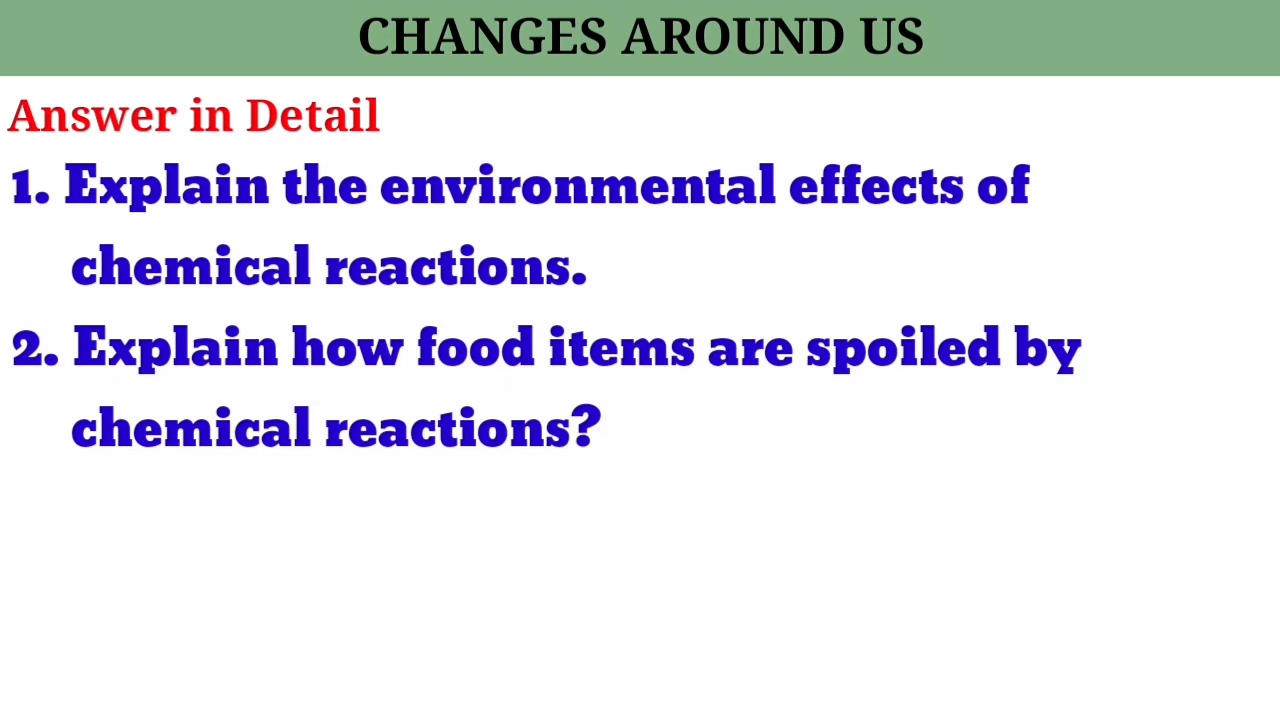 CHANGES AROUND US
Answer in Detail
1. Explain the environmental effects of
chemical reactions.
2. Explain how food items are spoiled by
chemical reactions?